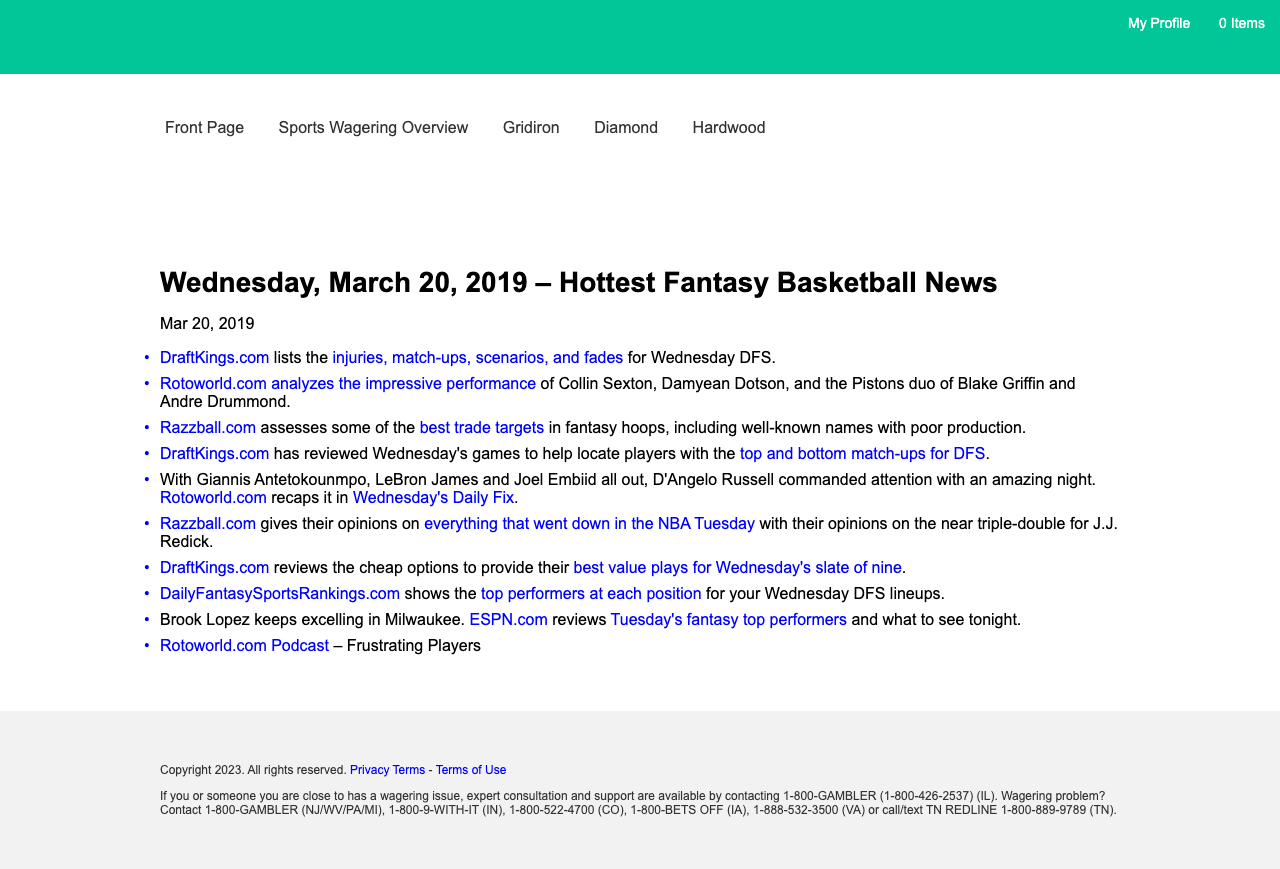 My Profile 0 Items
Front Page Sports Wagering Overview Gridiron Diamond Hardwood
Wednesday, March 20, 2019 – Hottest Fantasy Basketball News
Mar 20, 2019
• DraftKings.com lists the injuries, match-ups, scenarios, and fades for Wednesday DFS.
• Rotoworld.com analyzes the impressive performance of Collin Sexton, Damyean Dotson, and the Pistons duo of Blake Griffin and
Andre Drummond.
• Razzball.com assesses some of the best trade targets in fantasy hoops, including well-known names with poor production.
• DraftKings.com has reviewed Wednesday's games to help locate players with the top and bottom match-ups for DFS.
• With Giannis Antetokounmpo, LeBron James and Joel Embiid all out, D'Angelo Russell commanded attention with an amazing night.
Rotoworld.com recaps it in Wednesday's Daily Fix.
• Razzball.com gives their opinions on everything that went down in the NBA Tuesday with their opinions on the near triple-double for J.J.
Redick.
• DraftKings.com reviews the cheap options to provide their best value plays for Wednesday's slate of nine.
• DailyFantasySportsRankings.com shows the top performers at each position for your Wednesday DFS lineups.
• Brook Lopez keeps excelling in Milwaukee. ESPN.com reviews Tuesday's fantasy top performers and what to see tonight.
• Rotoworld.com Podcast – Frustrating Players
Copyright 2023. All rights reserved. Privacy Terms - Terms of Use
If you or someone you are close to has a wagering issue, expert consultation and support are available by contacting 1-800-GAMBLER (1-800-426-2537) (IL). Wagering problem?
Contact 1-800-GAMBLER (NJ/WV/PA/MI), 1-800-9-WITH-IT (IN), 1-800-522-4700 (CO), 1-800-BETS OFF (IA), 1-888-532-3500 (VA) or call/text TN REDLINE 1-800-889-9789 (TN).